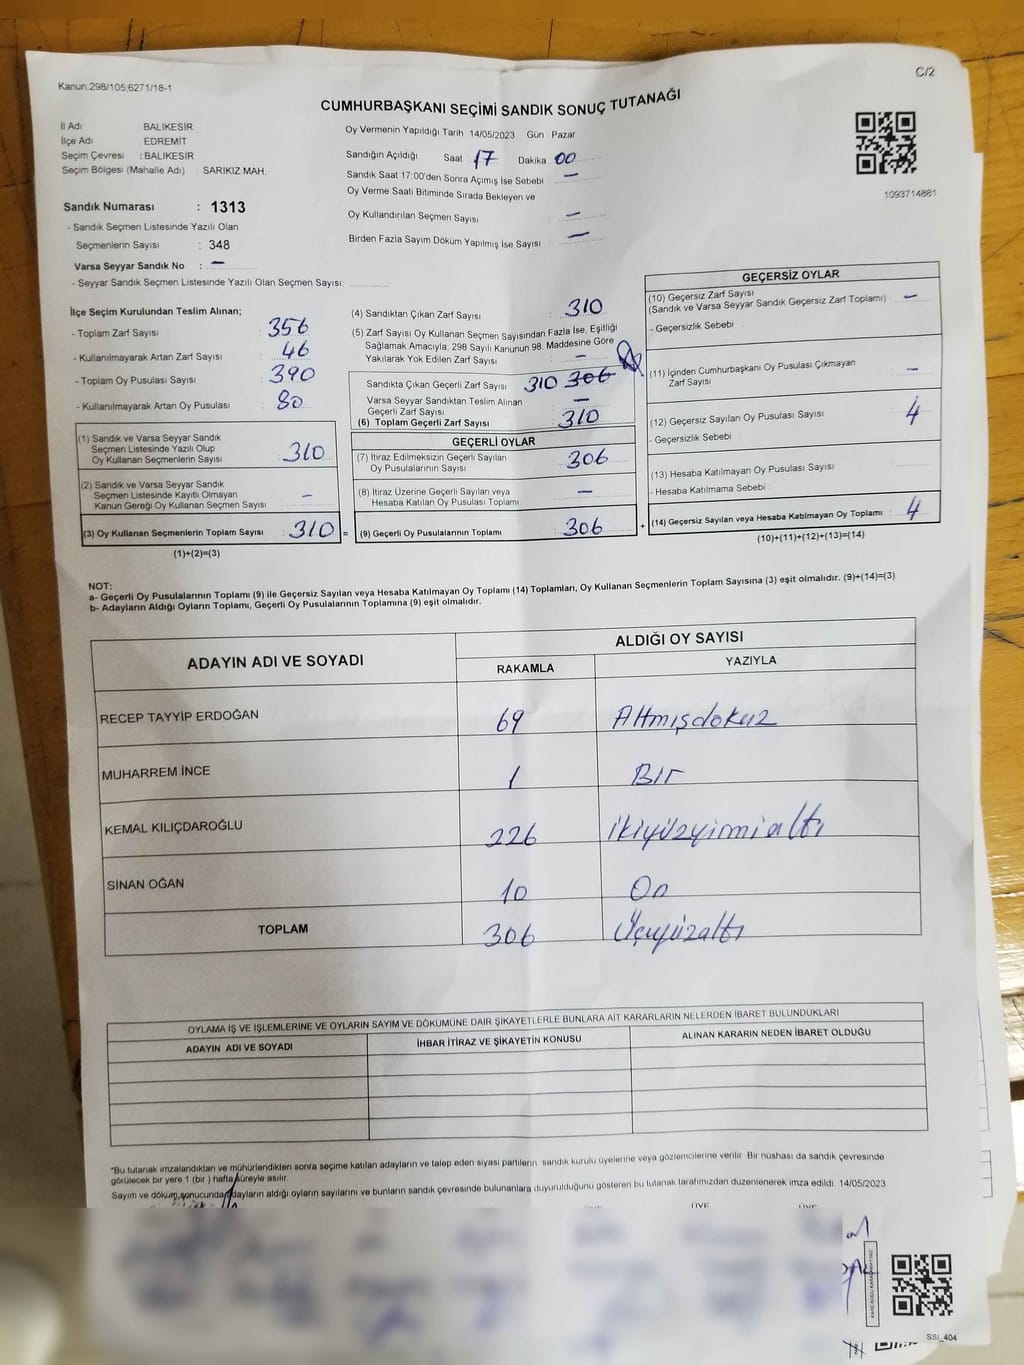 Kanun:298/105;6271/18-1
C/2
CUMHURBAŞKANI SEÇİMİ SANDIK SONUÇ TUTANAĞI
İl Adı : BALIKESİR
İlçe Adı : EDREMİT
Seçim Çevresi : BALIKESİR
Seçim Bölgesi (Mahalle Adı) : SARIKIZ MAH.
Sandık Numarası : 1313
- Sandık Seçmen Listesinde Yazılı Olan
Seçmenlerin Sayısı : 348
Varsa Seyyar Sandık No : —
- Seyyar Sandık Seçmen Listesinde Yazılı Olan Seçmen Sayısı:
Oy Vermenin Yapıldığı Tarih 14/05/2023 Gün Pazar
Sandığın Açıldığı Saat 17 Dakika 00
Sandık Saat 17:00'den Sonra Açımış İse Sebebi : —
Oy Verme Saati Bitiminde Sırada Bekleyen ve
Oy Kullandırılan Seçmen Sayısı : —
Birden Fazla Sayım Döküm Yapılmış İse Sayısı : —
1093714881
İlçe Seçim Kurulundan Teslim Alınan;
- Toplam Zarf Sayısı : 356
- Kullanılmayarak Artan Zarf Sayısı : 46
- Toplam Oy Pusulası Sayısı : 390
- Kullanılmayarak Artan Oy Pusulası : 80
(1) Sandık ve Varsa Seyyar Sandık
Seçmen Listesinde Yazılı Olup
Oy Kullanan Seçmenlerin Sayısı : 310
(2) Sandık ve Varsa Seyyar Sandık
Seçmen Listesinde Kayıtlı Olmayan
Kanun Gereği Oy Kullanan Seçmen Sayısı : —
(3) Oy Kullanan Seçmenlerin Toplam Sayısı : 310 =
(1)+(2)=(3)
(4) Sandıktan Çıkan Zarf Sayısı : 310
(5) Zarf Sayısı Oy Kullanan Seçmen Sayısından Fazla İse, Eşitliği
Sağlamak Amacıyla, 298 Sayılı Kanunun 98. Maddesine Göre
Yakılarak Yok Edilen Zarf Sayısı : —
Sandıkta Çıkan Geçerli Zarf Sayısı : 310 306
Varsa Seyyar Sandıktan Teslim Alınan
Geçerli Zarf Sayısı : —
(6) Toplam Geçerli Zarf Sayısı : 310
GEÇERLİ OYLAR
(7) İtiraz Edilmeksizin Geçerli Sayılan
Oy Pusulalarının Sayısı : 306
(8) İtiraz Üzerine Geçerli Sayılan veya
Hesaba Katılan Oy Pusulası Toplamı : —
(9) Geçerli Oy Pusulalarının Toplamı : 306 +
GEÇERSİZ OYLAR
(10) Geçersiz Zarf Sayısı
(Sandık ve Varsa Seyyar Sandık Geçersiz Zarf Toplamı) : —
- Geçersizlik Sebebi :
(11) İçinden Cumhurbaşkanı Oy Pusulası Çıkmayan
Zarf Sayısı : —
(12) Geçersiz Sayılan Oy Pusulası Sayısı : 4
- Geçersizlik Sebebi :
(13) Hesaba Katılmayan Oy Pusulası Sayısı :
- Hesaba Katılmama Sebebi :
(14) Geçersiz Sayılan veya Hesaba Katılmayan Oy Toplamı : 4
(10)+(11)+(12)+(13)=(14)
NOT:
a- Geçerli Oy Pusulalarının Toplamı (9) ile Geçersiz Sayılan veya Hesaba Katılmayan Oy Toplamı (14) Toplamları, Oy Kullanan Seçmenlerin Toplam Sayısına (3) eşit olmalıdır. (9)+(14)=(3)
b- Adayların Aldığı Oyların Toplamı, Geçerli Oy Pusulalarının Toplamına (9) eşit olmalıdır.
ADAYIN ADI VE SOYADI
ALDIĞI OY SAYISI
RAKAMLA YAZIYLA
RECEP TAYYİP ERDOĞAN 69 Altmışdokuz
MUHARREM İNCE 1 Bir
KEMAL KILIÇDAROĞLU 226 ikiyüzyirmialtı
SİNAN OĞAN 10 On
TOPLAM 306 Üçyüzaltı
OYLAMA İŞ VE İŞLEMLERİNE VE OYLARIN SAYIM VE DÖKÜMÜNE DAİR ŞİKAYETLERLE BUNLARA AİT KARARLARIN NELERDEN İBARET BULUNDUKLARI
ADAYIN ADI VE SOYADI İHBAR İTİRAZ VE ŞİKAYETİN KONUSU ALINAN KARARIN NEDEN İBARET OLDUĞU
*Bu tutanak imzalandıktan ve mühürlendikten sonra seçime katılan adayların ve talep eden siyasi partilerin sandık kurulu üyelerine veya gözlemcilerine verilir. Bir nüshası da sandık çevresinde
görülecek bir yere 1 (bir) hafta süreyle asılır.
Sayım ve döküm sonucunda adayların aldığı oyların sayılarını ve bunların sandık çevresinde bulunanlara duyurulduğunu gösteren bu tutanak tarafımızdan düzenlenerek imza edildi. 14/05/2023
SSI_404